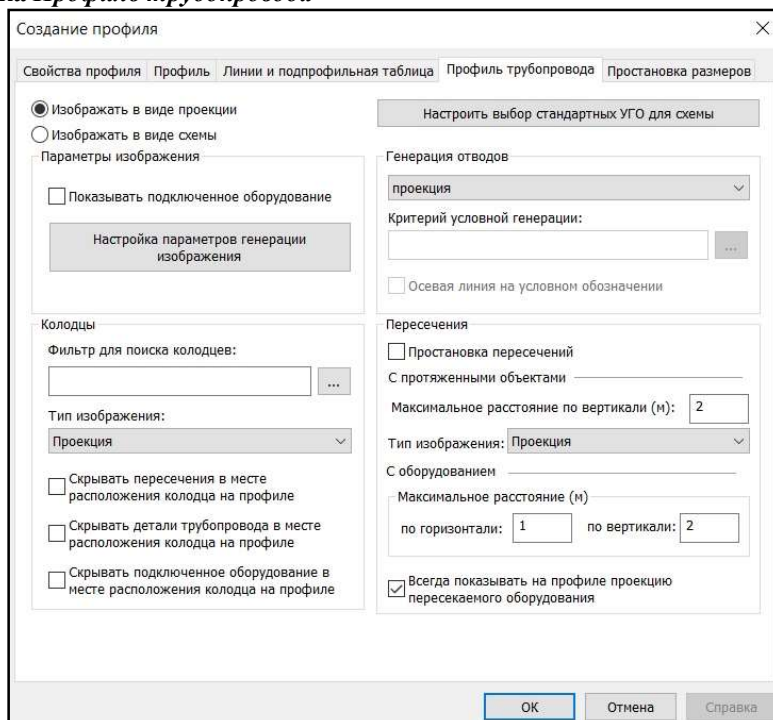 Профиль трубопровода
Создание профиля
Свойства профиля Профиль Линии и подпрофильная таблица Профиль трубопровода Простановка размеров
Изображать в виде проекции
Изображать в виде схемы
Настроить выбор стандартных УГО для схемы
Параметры изображения
Показывать подключенное оборудование
Настройка параметров генерации
изображения
Генерация отводов
проекция
Критерий условной генерации:
...
Осевая линия на условном обозначении
Колодцы
Фильтр для поиска колодцев:
...
Тип изображения:
Проекция
Скрывать пересечения в месте
расположения колодца на профиле
Скрывать детали трубопровода в месте
расположения колодца на профиле
Скрывать подключенное оборудование в
месте расположения колодца на профиле
Пересечения
Простановка пересечений
С протяженными объектами
Максимальное расстояние по вертикали (м): 2
Тип изображения: Проекция
С оборудованием
Максимальное расстояние (м)
по горизонтали: 1 по вертикали: 2
Всегда показывать на профиле проекцию
пересекаемого оборудования
ОК Отмена Справка